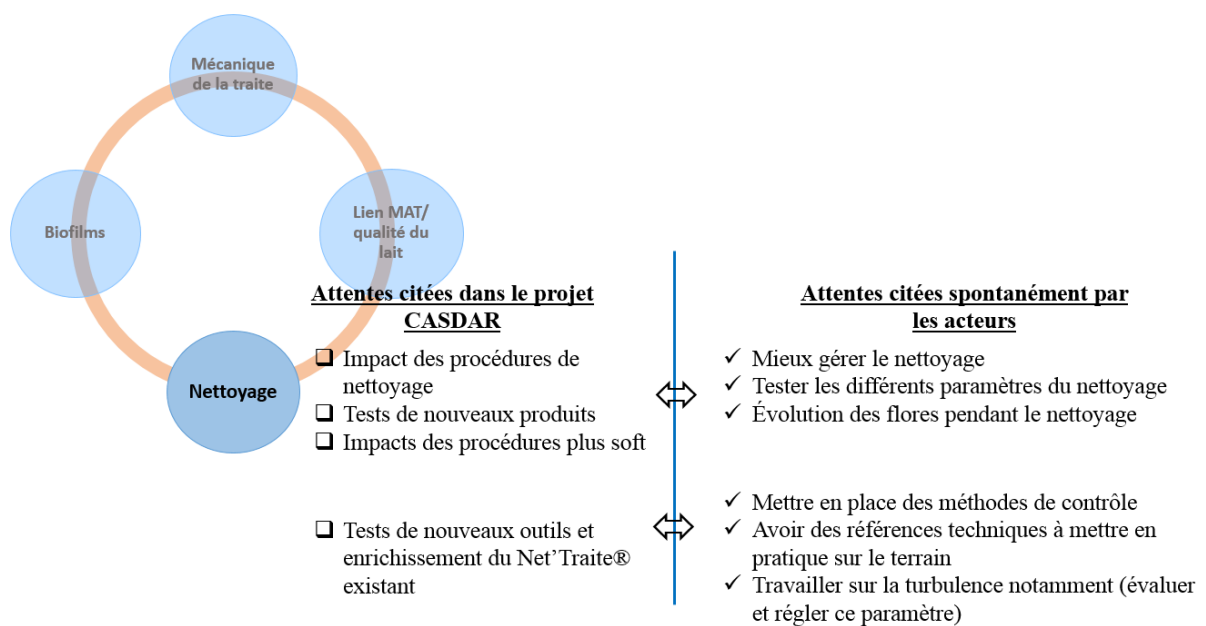 Mécanique
de la traite
Biofilms
Lien MAT/
qualité du
lait
Nettoyage
Attentes citées dans le projet
CASDAR
❑ Impact des procédures de
nettoyage
❑ Tests de nouveaux produits
❑ Impacts des procédures plus soft
❑ Tests de nouveaux outils et
enrichissement du Net’Traite®
existant
Attentes citées spontanément par
les acteurs
✓ Mieux gérer le nettoyage
✓ Tester les différents paramètres du nettoyage
✓ Évolution des flores pendant le nettoyage
✓ Mettre en place des méthodes de contrôle
✓ Avoir des références techniques à mettre en
pratique sur le terrain
✓ Travailler sur la turbulence notamment (évaluer
et régler ce paramètre)